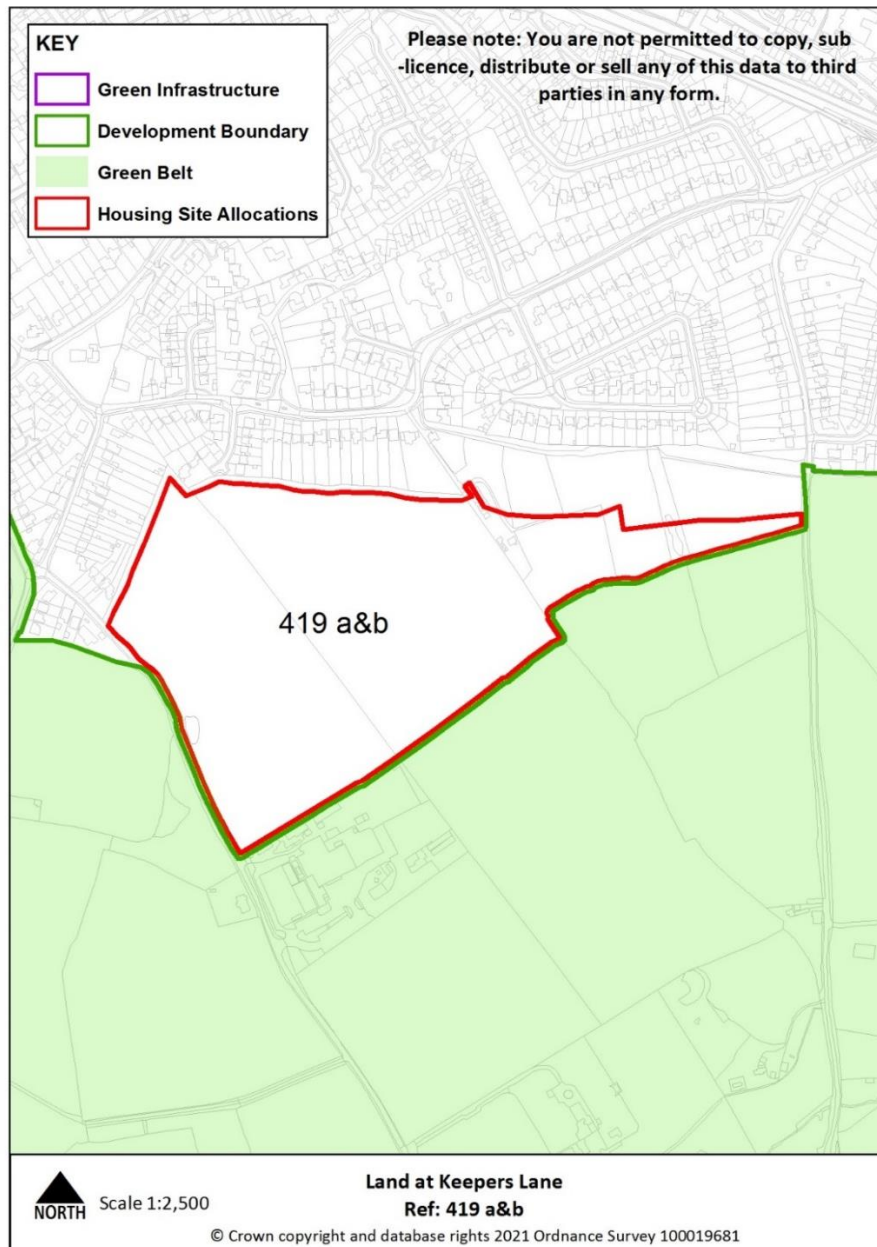 KEY
Green Infrastructure
Development Boundary
Green Belt
Housing Site Allocations
Please note: You are not permitted to copy, sub
-licence, distribute or sell any of this data to third
parties in any form.
419 a&b
NORTH
Scale 1:2,500
Land at Keepers Lane
Ref: 419 a&b
© Crown copyright and database rights 2021 Ordnance Survey 100019681